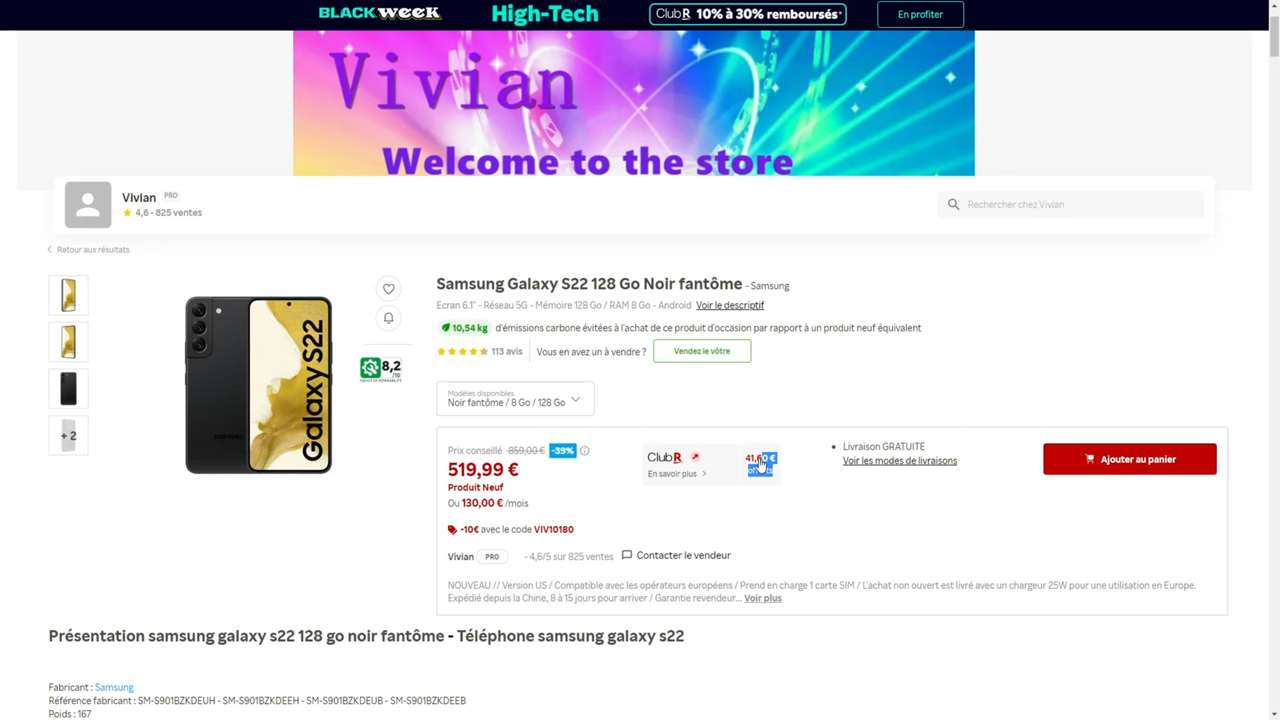 BLACK WEEK High-Tech Club R 10% à 30% remboursés* En profiter
Vivian
Welcome to the store
Vivian PRO
4,6 - 825 ventes
Rechercher chez Vivian
Retour aux résultats
Samsung Galaxy S22 128 Go Noir fantôme - Samsung
Ecran 6.1" - Réseau 5G - Mémoire 128 Go / RAM 8 Go - Android Voir le descriptif
10,54 kg d'émissions carbone évitées à l'achat de ce produit d'occasion par rapport à un produit neuf équivalent
113 avis Vous en avez un à vendre ? Vendez le vôtre
Galaxy S22
SAMSUNG
8,2 /10
INDICE DE RÉPARABILITÉ
Modèles disponibles
Noir fantôme / 8 Go / 128 Go
+ 2
Prix conseillé 859,00 € -39%
519,99 €
Produit Neuf
Ou 130,00 € /mois
Club R
En savoir plus
41,60 €
Livraison GRATUITE
Voir les modes de livraisons
Ajouter au panier
-10€ avec le code VIV10180
Vivian PRO - 4,6/5 sur 825 ventes Contacter le vendeur
NOUVEAU // Version US / Compatible avec les opérateurs européens / Prend en charge 1 carte SIM / L'achat non ouvert est livré avec un chargeur 25W pour une utilisation en Europe.
Expédié depuis la Chine, 8 à 15 jours pour arriver / Garantie revendeur... Voir plus
Présentation samsung galaxy s22 128 go noir fantôme - Téléphone samsung galaxy s22
Fabricant : Samsung
Référence fabricant : SM-S901BZKDEUH - SM-S901BZKDEEH - SM-S901BZKDEUB - SM-S901BZKDEEB
Poids : 167